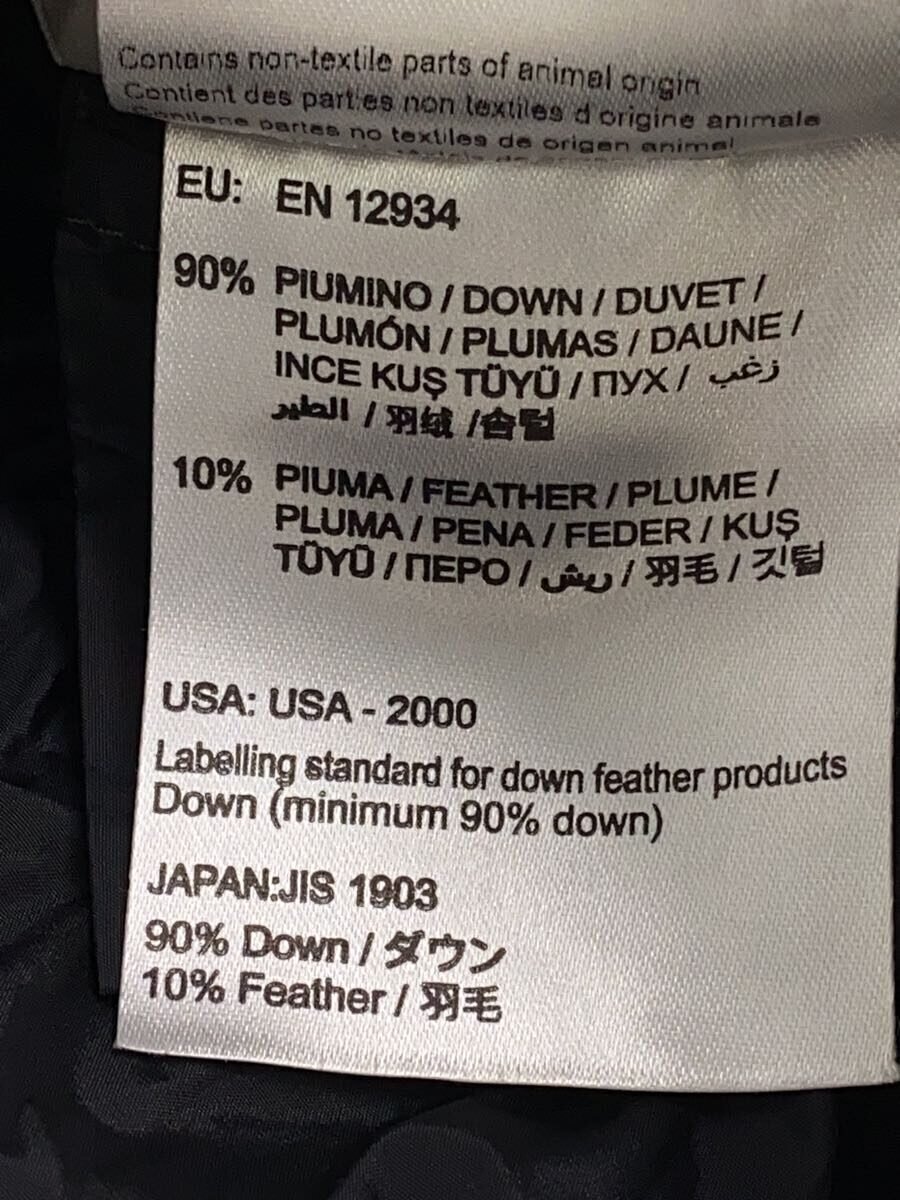 Contains non-textile parts of animal origin
Contient des parties non textiles d'origine animale
Contiene partes no textiles de origen animal
EU: EN 12934
90% PIUMINO / DOWN / DUVET /
PLUMÓN / PLUMAS / DAUNE /
INCE KUŞ TÜYÜ / ПУХ / زغب
الطير / 羽绒 /솜털
10% PIUMA / FEATHER / PLUME /
PLUMA / PENA / FEDER / KUŞ
TÜYÜ / ПЕРО / ريش / 羽毛 / 깃털
USA: USA - 2000
Labelling standard for down feather products
Down (minimum 90% down)
JAPAN:JIS 1903
90% Down / ダウン
10% Feather / 羽毛